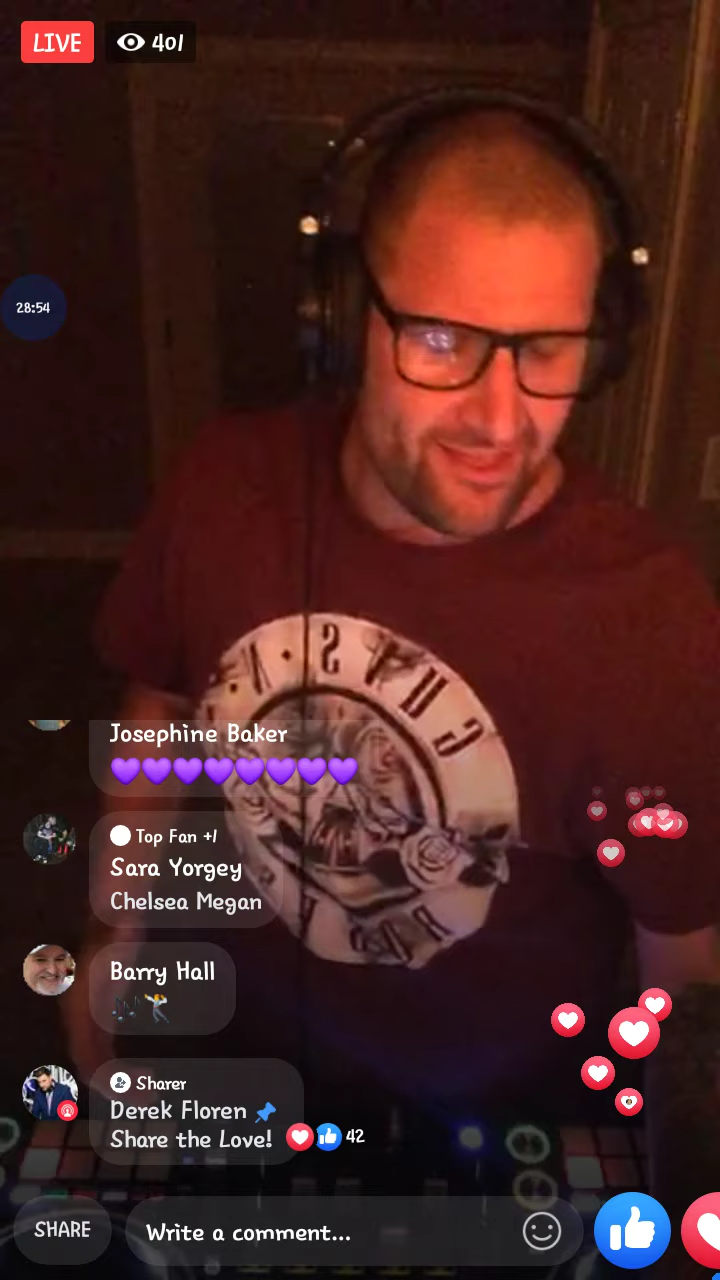 LIVE
401
28:54
GUNS N'
Josephine Baker
💜💜💜💜💜💜💜💜
Top Fan +1
Sara Yorgey
Chelsea Megan
Barry Hall
🎶🕺
Sharer
Derek Floren 📌
Share the Love!
42
SHARE
Write a comment...